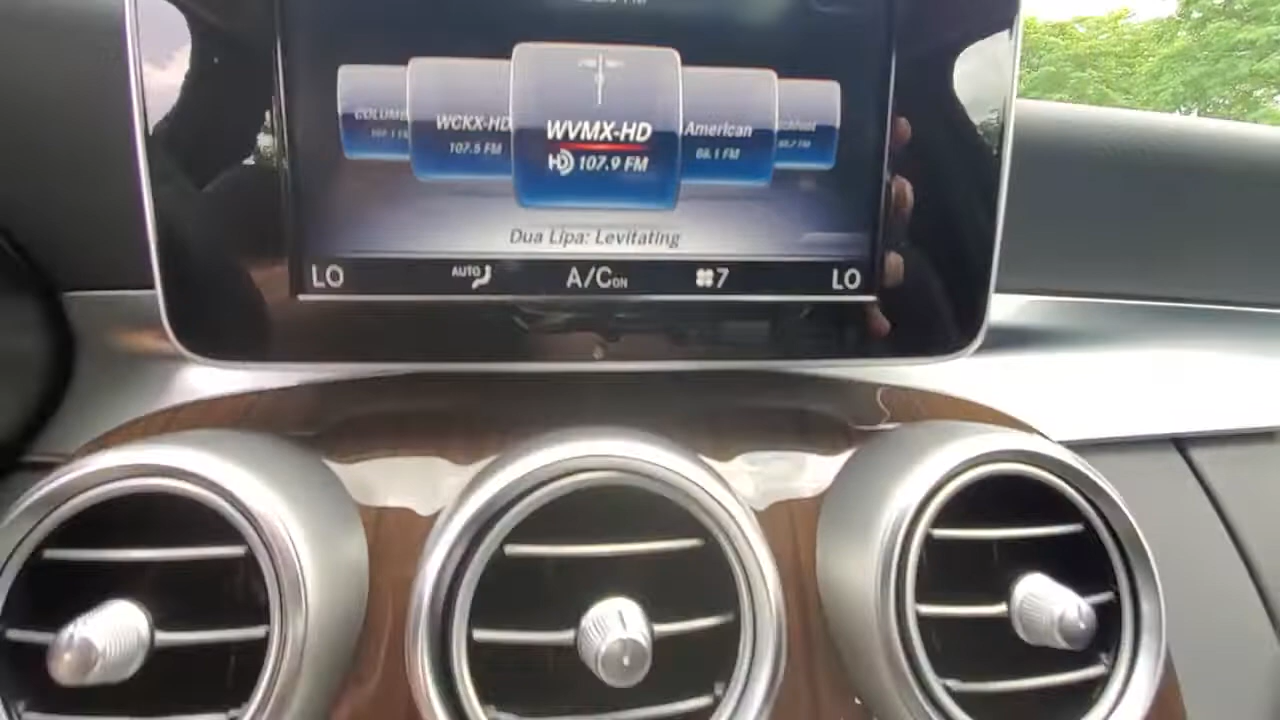 COLUMB
WCKX-HD
107.5 FM
WVMX-HD
HD 107.9 FM
American
Dua Lipa: Levitating
LO
AUTO
A/C ON
7
LO